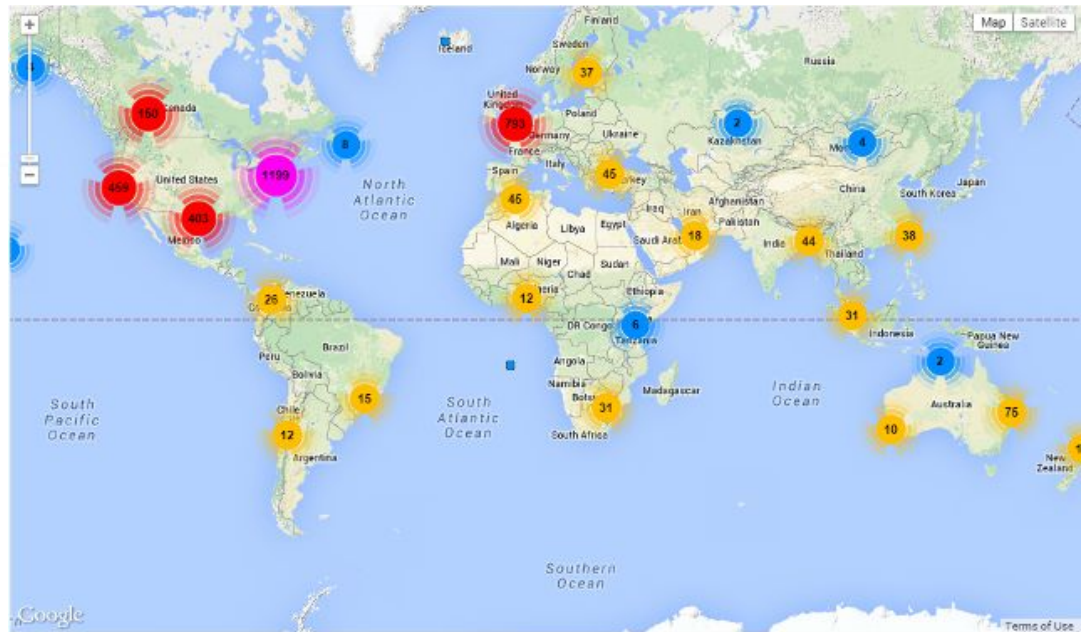 Finland
Map
Satellite
Iceland
Sweden
Russia
Norway
37
United
Kingdom
150
Canada
793
Poland
2
Germany
Ukraine
Kazakhstan
4
8
France
1199
459
United States
North
Atlantic
Ocean
Spain
Italy
45
Turkey
China
South Korea
Japan
45
Iraq
Iran
Afghanistan
Pakistan
403
Mexico
Algeria
Libya
Egypt
Saudi Arab
18
India
44
38
Thailand
Mali
Niger
Chad
Sudan
26
Venezuela
12
Nigeria
Ethiopia
DR Congo
6
Tanzania
31
Indonesia
Papua New
Guinea
Peru
Brazil
Bolivia
Angola
Namibia
Bots
Madagascar
Indian
Ocean
2
Australia
South
Pacific
Ocean
Chile
15
South
Atlantic
Ocean
31
75
10
12
South Africa
Argentina
New
Zealand
Southern
Ocean
Google
Terms of Use